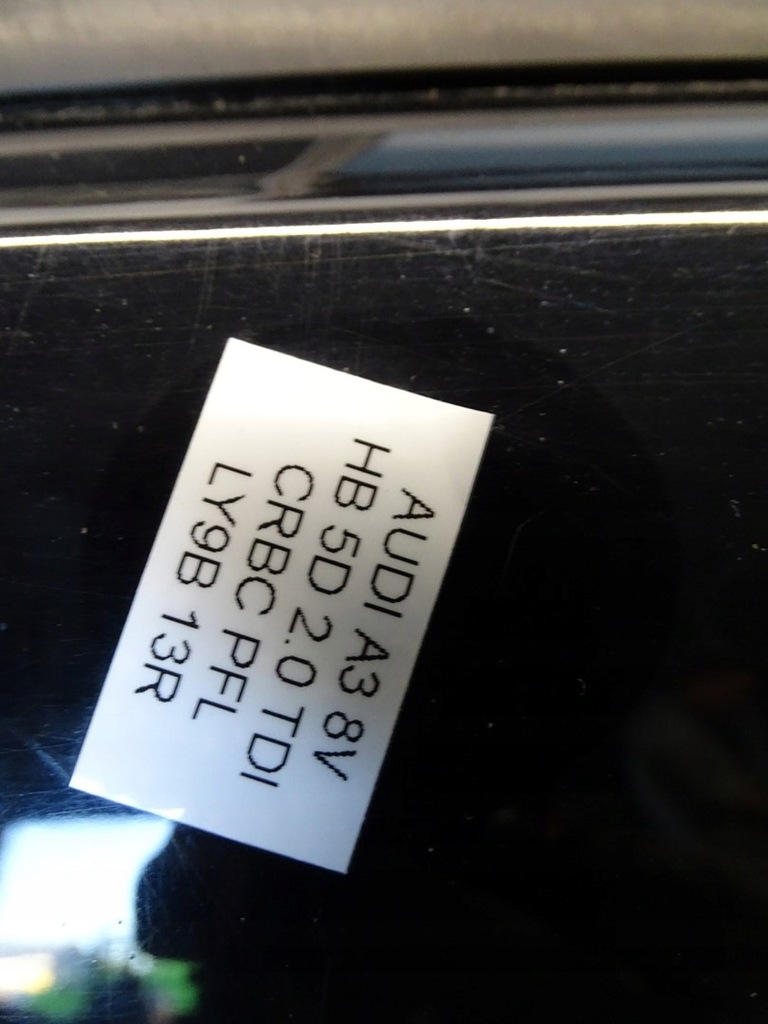 AUDI A3 8V
HB 5D 2.0 TDI
CRBC PFL
LY9B 13R